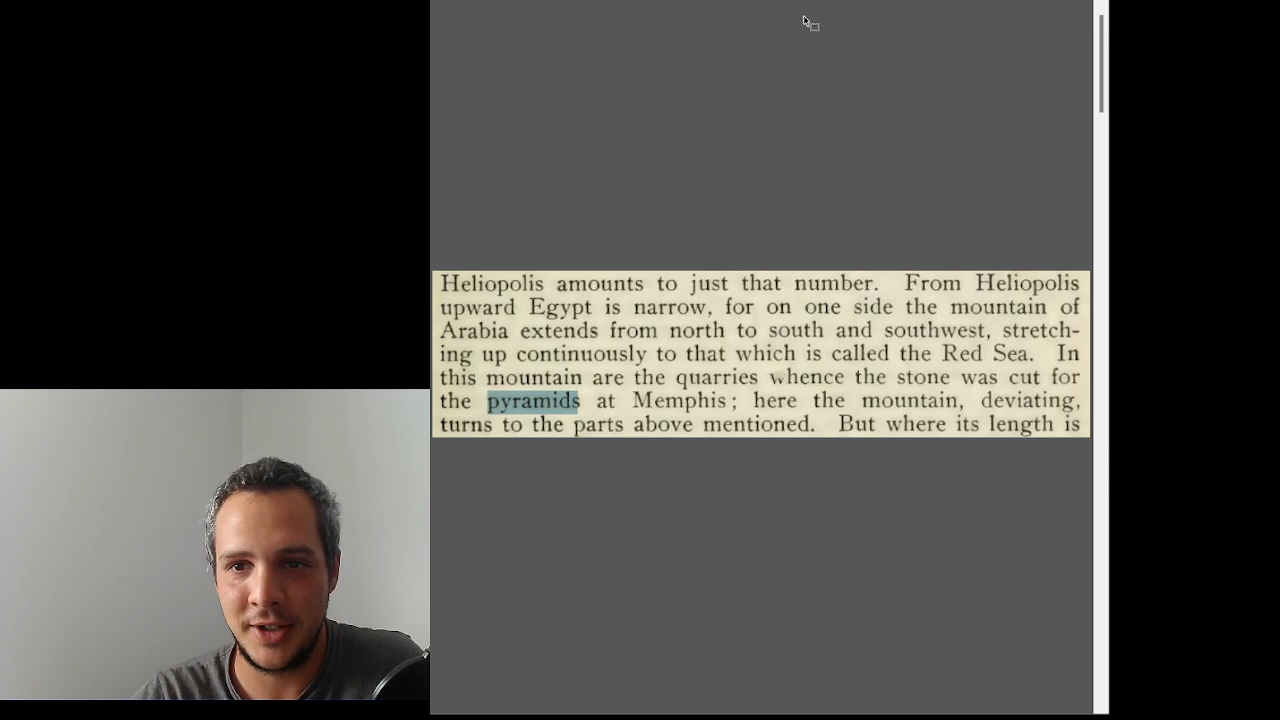 Heliopolis amounts to just that number. From Heliopolis
upward Egypt is narrow, for on one side the mountain of
Arabia extends from north to south and southwest, stretch-
ing up continuously to that which is called the Red Sea. In
this mountain are the quarries whence the stone was cut for
the pyramids at Memphis; here the mountain, deviating,
turns to the parts above mentioned. But where its length is